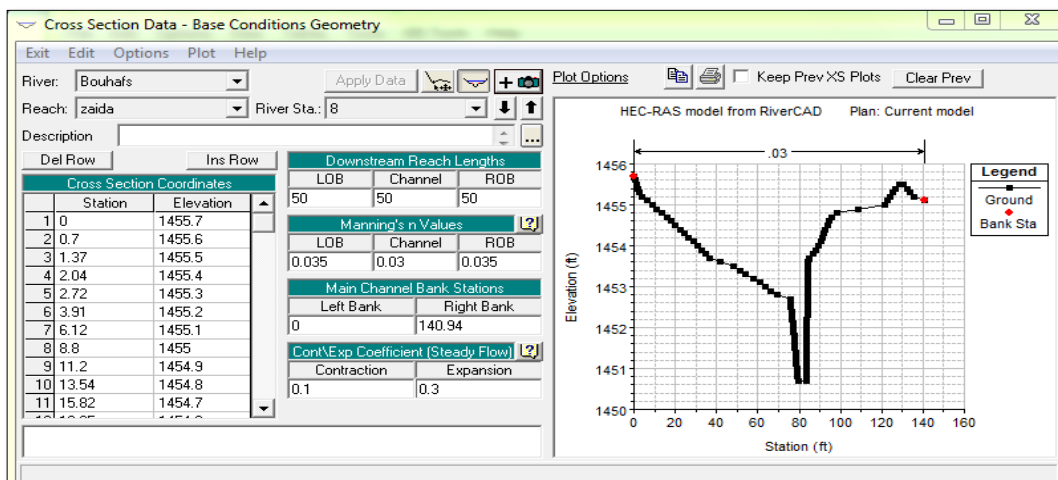 Cross Section Data - Base Conditions Geometry
Exit Edit Options Plot Help
River: Bouhafs Apply Data
Reach: zaida River Sta.: 8
Description ...
Del Row Ins Row
Cross Section Coordinates
Station Elevation
1 0 1455.7
2 0.7 1455.6
3 1.37 1455.5
4 2.04 1455.4
5 2.72 1455.3
6 3.91 1455.2
7 6.12 1455.1
8 8.8 1455
9 11.2 1454.9
10 13.54 1454.8
11 15.82 1454.7
Downstream Reach Lengths
LOB Channel ROB
50 50 50
Manning's n Values
LOB Channel ROB
0.035 0.03 0.035
Main Channel Bank Stations
Left Bank Right Bank
0 140.94
Cont\Exp Coefficient (Steady Flow)
Contraction Expansion
0.1 0.3
Plot Options Keep Prev XS Plots Clear Prev
HEC-RAS model from RiverCAD Plan: Current model
.03
1456
1455
1454
1453
1452
1451
1450
Elevation (ft)
0 20 40 60 80 100 120 140 160
Station (ft)
Legend
Ground
Bank Sta